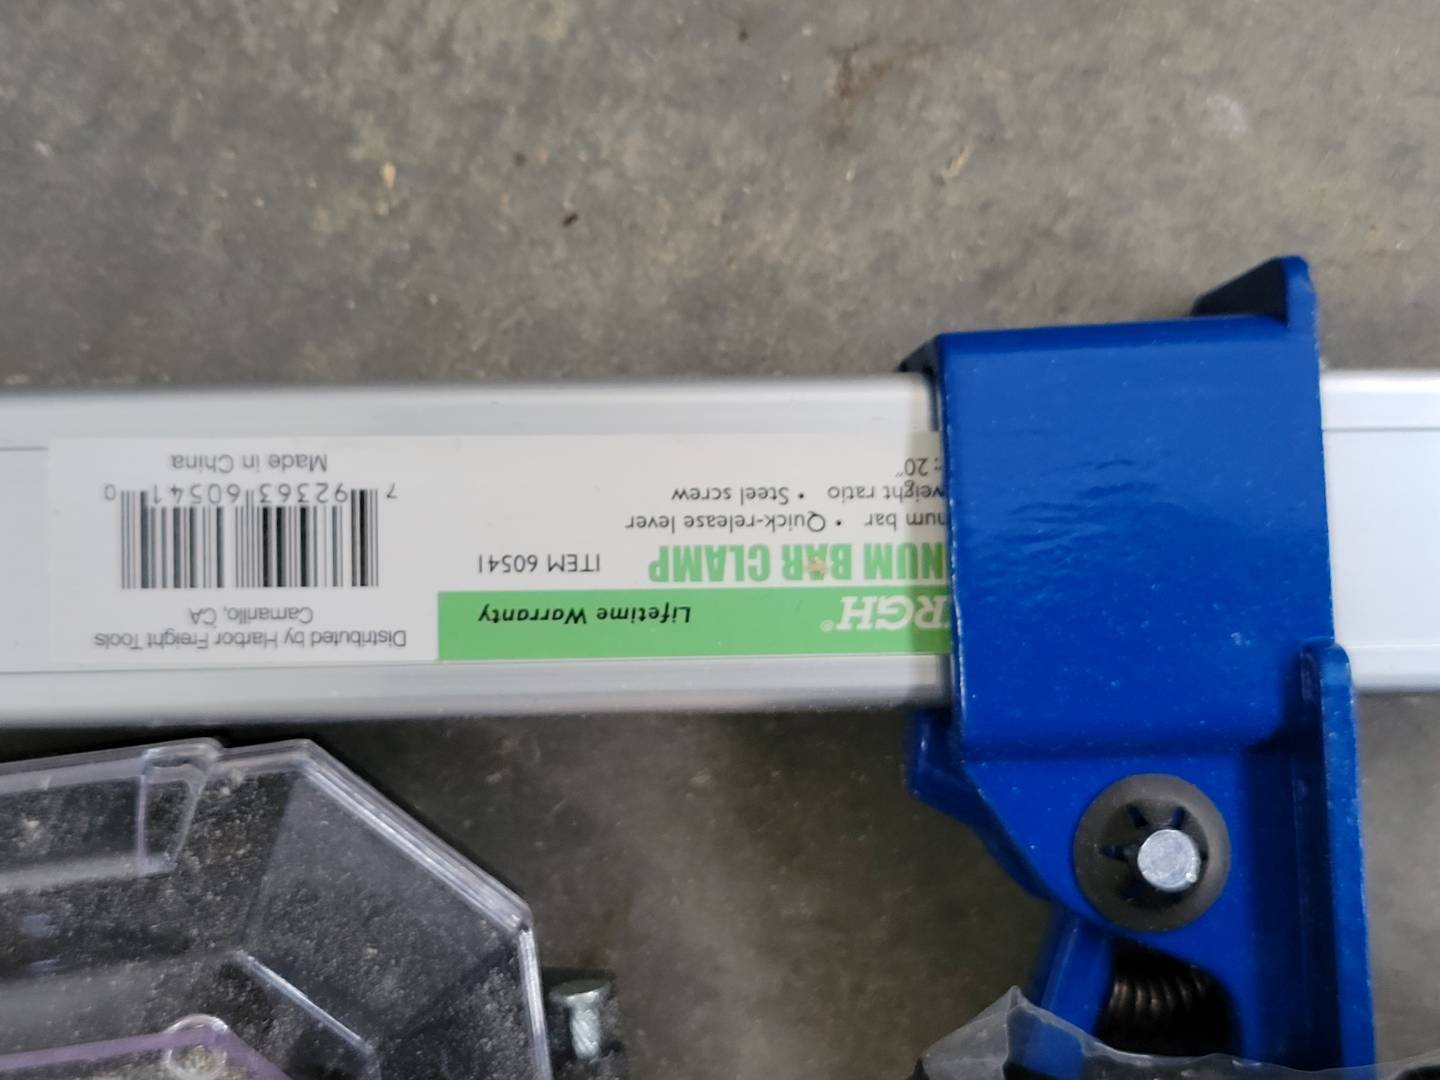 RGH®
Lifetime Warranty
NUM BAR CLAMP
ITEM 60541
num bar • Quick-release lever
weight ratio • Steel screw
: 20"
Distributed by Harbor Freight Tools
Camarillo, CA
7 92363 60541 0
Made in China